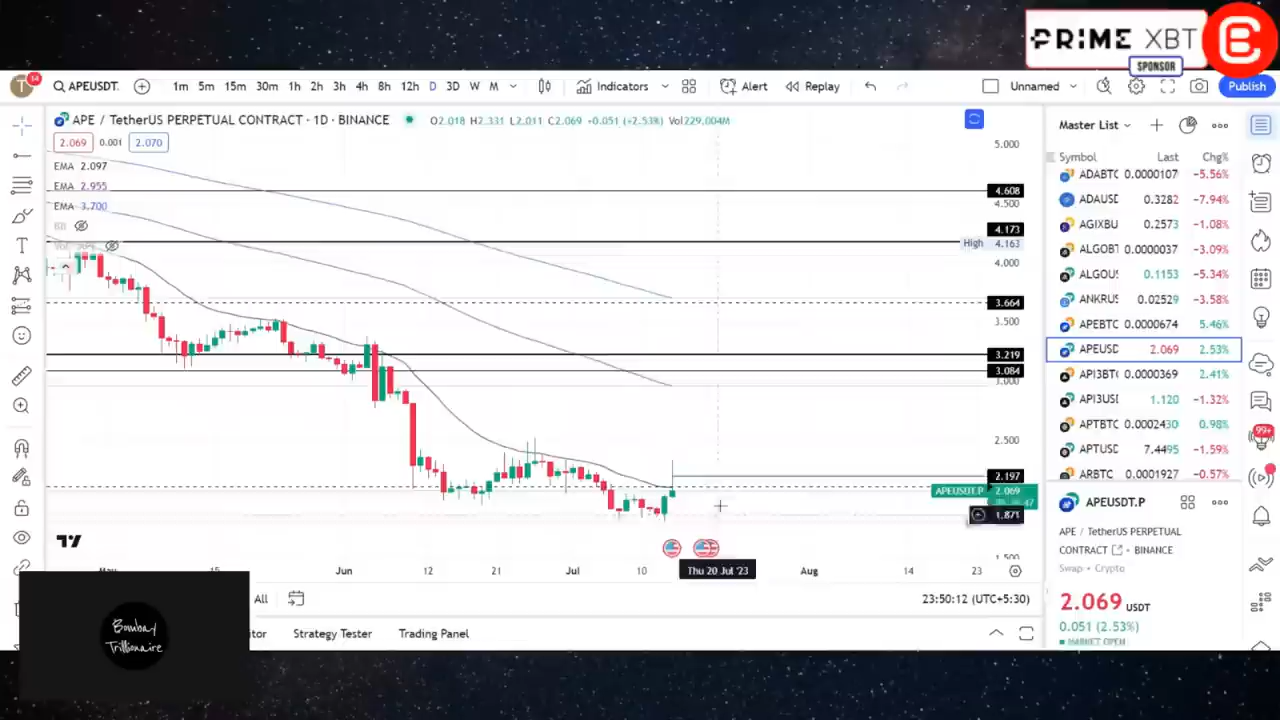 PRIME XBT
SPONSOR
T 14 APEUSDT. 1m 5m 15m 30m 1h 2h 3h 4h 8h 12h D 3D W M Indicators Alert Replay Unnamed Publish
APE / TetherUS PERPETUAL CONTRACT · 1D · BINANCE O2.018 H2.331 L2.011 C2.069 +0.051 (+2.53%) Vol229.004M
2.069 0.001 2.070
EMA 2.097
EMA 2.955
EMA 3.700
BB
5.000
4.608
4.500
4.173
High 4.163
4.000
3.664
3.500
3.219
3.084
3.000
2.500
2.197
APEUSDT.P 2.069
1.871
1.500
15 Jun 12 21 Jul 10 Thu 20 Jul '23 Aug 14 23
All 23:50:12 (UTC+5:30)
Strategy Tester Trading Panel
Bombay
Trillionaire
Master List
Symbol Last Chg%
ADABTC 0.0000107 -5.56%
ADAUSD 0.3282 -7.94%
AGIXBU 0.2573 -1.08%
ALGOBT 0.0000037 -3.09%
ALGOU 0.1153 -5.34%
ANKRUS 0.02529 -3.58%
APEBTC 0.0000674 5.46%
APEUSD 2.069 2.53%
API3BT 0.0000369 2.41%
API3US 1.120 -1.32%
APTBTC 0.0002430 0.98%
APTUSD 7.4495 -1.59%
ARBTC 0.0001927 -0.57%
99+
APEUSDT.P
APE / TetherUS PERPETUAL
CONTRACT · BINANCE
Swap · Crypto
2.069 USDT
0.051 (2.53%)
MARKET OPEN